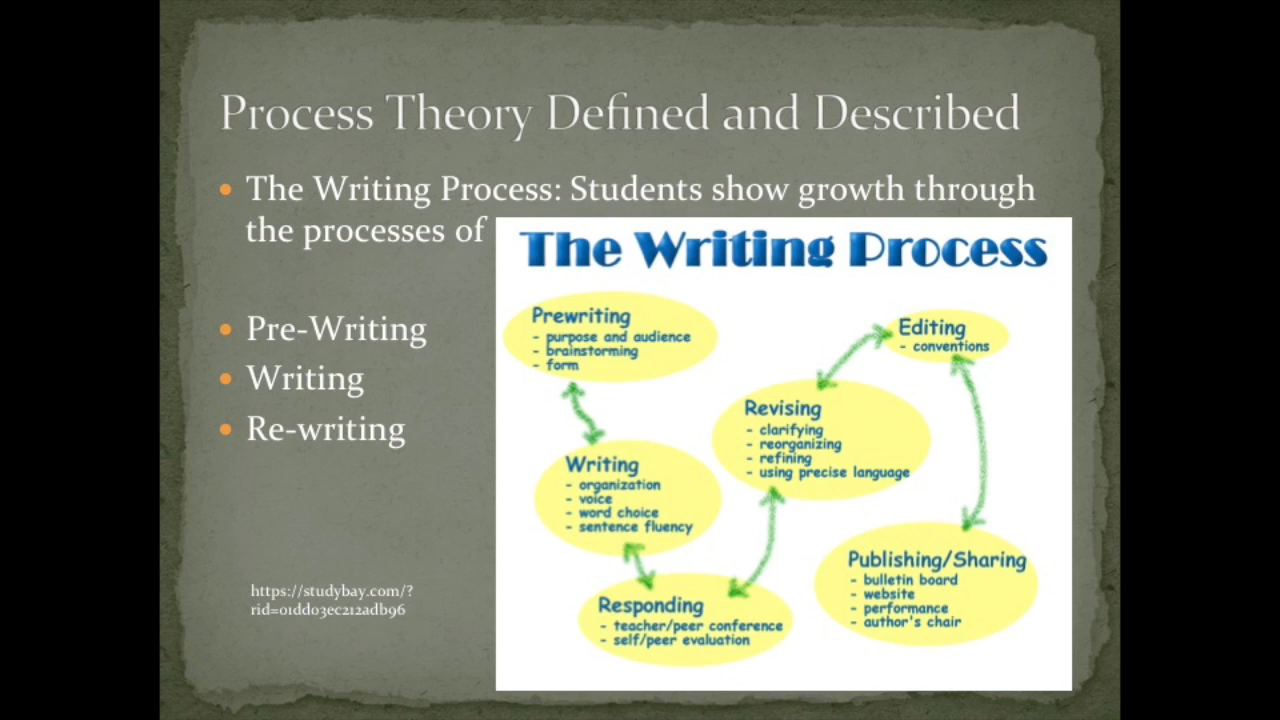 Process Theory Defined and Described
• The Writing Process: Students show growth through
the processes of
• Pre-Writing
• Writing
• Re-writing
https://studybay.com/?
rid=01dd03ec212adb96
The Writing Process
Prewriting
- purpose and audience
- brainstorming
- form
Writing
- organization
- voice
- word choice
- sentence fluency
Responding
- teacher/peer conference
- self/peer evaluation
Revising
- clarifying
- reorganizing
- refining
- using precise language
Editing
- conventions
Publishing/Sharing
- bulletin board
- website
- performance
- author's chair